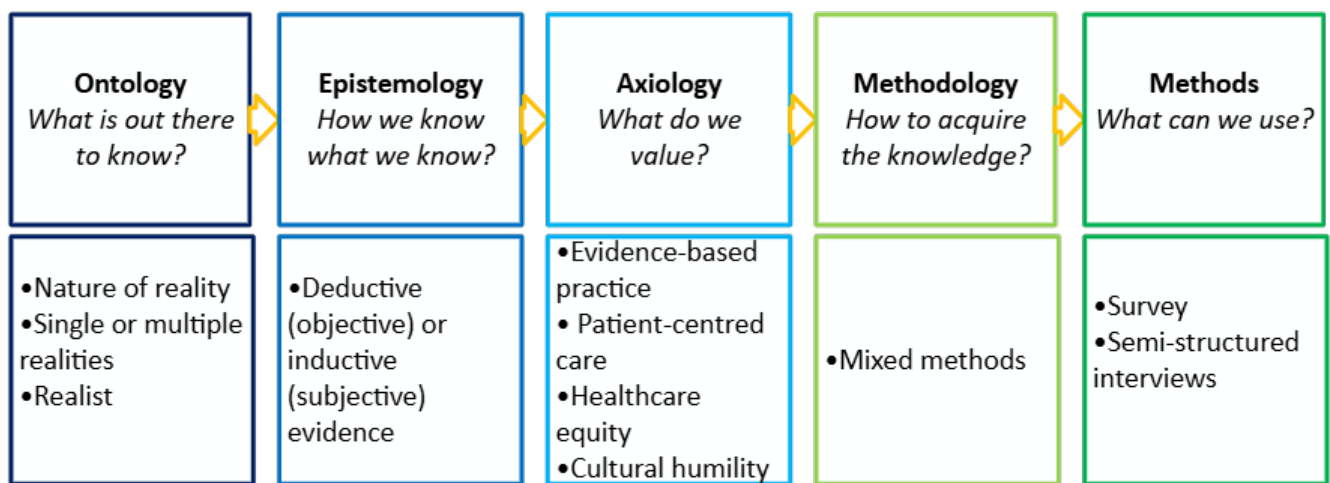 Ontology
What is out there
to know?
Epistemology
How we know
what we know?
Axiology
What do we
value?
Methodology
How to acquire
the knowledge?
Methods
What can we use?
•Nature of reality
•Single or multiple
realities
•Realist
•Deductive
(objective) or
inductive
(subjective)
evidence
•Evidence-based
practice
• Patient-centred
care
•Healthcare
equity
•Cultural humility
•Mixed methods
•Survey
•Semi-structured
interviews